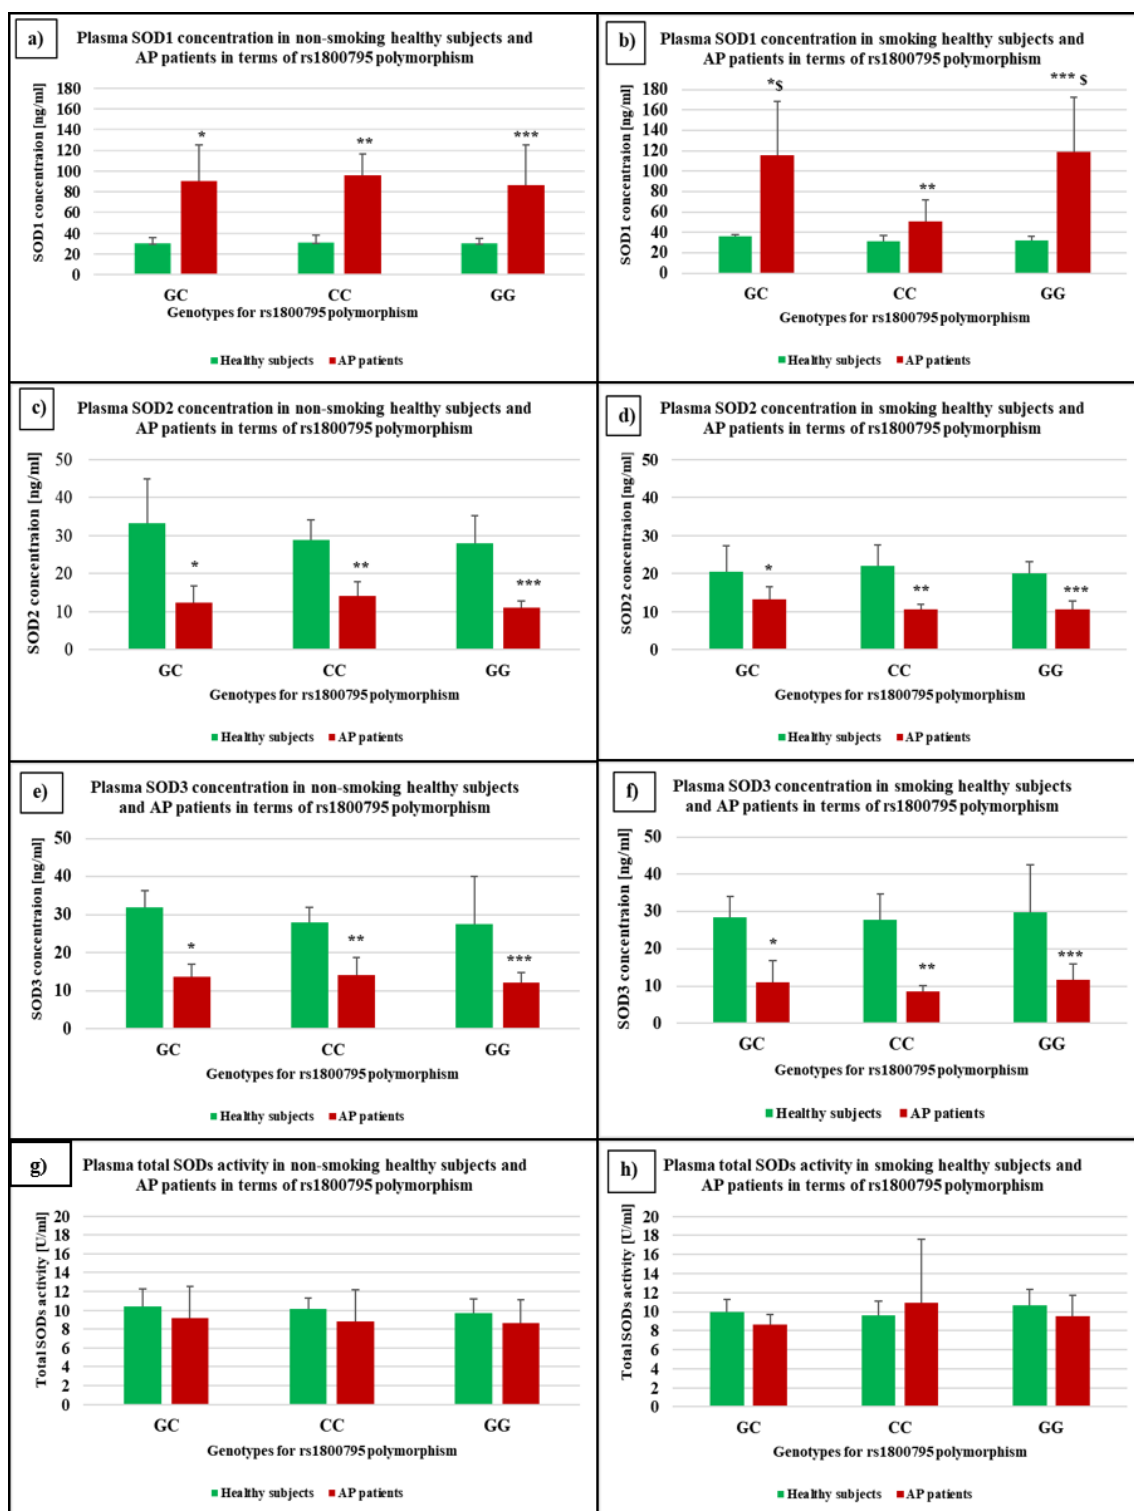 a)
Plasma SOD1 concentration in non-smoking healthy subjects and
AP patients in terms of rs1800795 polymorphism
SOD1 concentraion [ng/ml]
180
160
140
120
100
80
60
40
20
0
*
**
***
GC
CC
GG
Genotypes for rs1800795 polymorphism
Healthy subjects
AP patients
b)
Plasma SOD1 concentration in smoking healthy subjects and
AP patients in terms of rs1800795 polymorphism
SOD1 concentraion [ng/ml]
180
160
140
120
100
80
60
40
20
0
*$
**
*** $
GC
CC
GG
Genotypes for rs1800795 polymorphism
Healthy subjects
AP patients
c)
Plasma SOD2 concentration in non-smoking healthy subjects and
AP patients in terms of rs1800795 polymorphism
SOD2 concentraion [ng/ml]
50
40
30
20
10
0
*
**
***
GC
CC
GG
Genotypes for rs1800795 polymorphism
Healthy subjects
AP patients
d)
Plasma SOD2 concentration in smoking healthy subjects and
AP patients in terms of rs1800795 polymorphism
SOD2 concentraion [ng/ml]
50
40
30
20
10
0
*
**
***
GC
CC
GG
Genotypes for rs1800795 polymorphism
Healthy subjects
AP patients
e)
Plasma SOD3 concentration in non-smoking healthy subjects
and AP patients in terms of rs1800795 polymorphism
SOD3 concentraion [ng/ml]
50
40
30
20
10
0
*
**
***
GC
CC
GG
Genotypes for rs1800795 polymorphism
Healthy subjects
AP patients
f)
Plasma SOD3 concentration in smoking healthy subjects
and AP patients in terms of rs1800795 polymorphism
SOD3 concentraion [ng/ml]
50
40
30
20
10
0
*
**
***
GC
CC
GG
Genotypes for rs1800795 polymorphism
Healthy subjects
AP patients
g)
Plasma total SODs activity in non-smoking healthy subjects and
AP patients in terms of rs1800795 polymorphism
Total SODs activity [U/ml]
20
18
16
14
12
10
8
6
4
2
0
GC
CC
GG
Genotypes for rs1800795 polymorphism
Healthy subjects
AP patients
h)
Plasma total SODs activity in smoking healthy subjects and
AP patients in terms of rs1800795 polymorphism
Total SODs activity [U/ml]
20
18
16
14
12
10
8
6
4
2
0
GC
CC
GG
Genotypes for rs1800795 polymorphism
Healthy subjects
AP patients